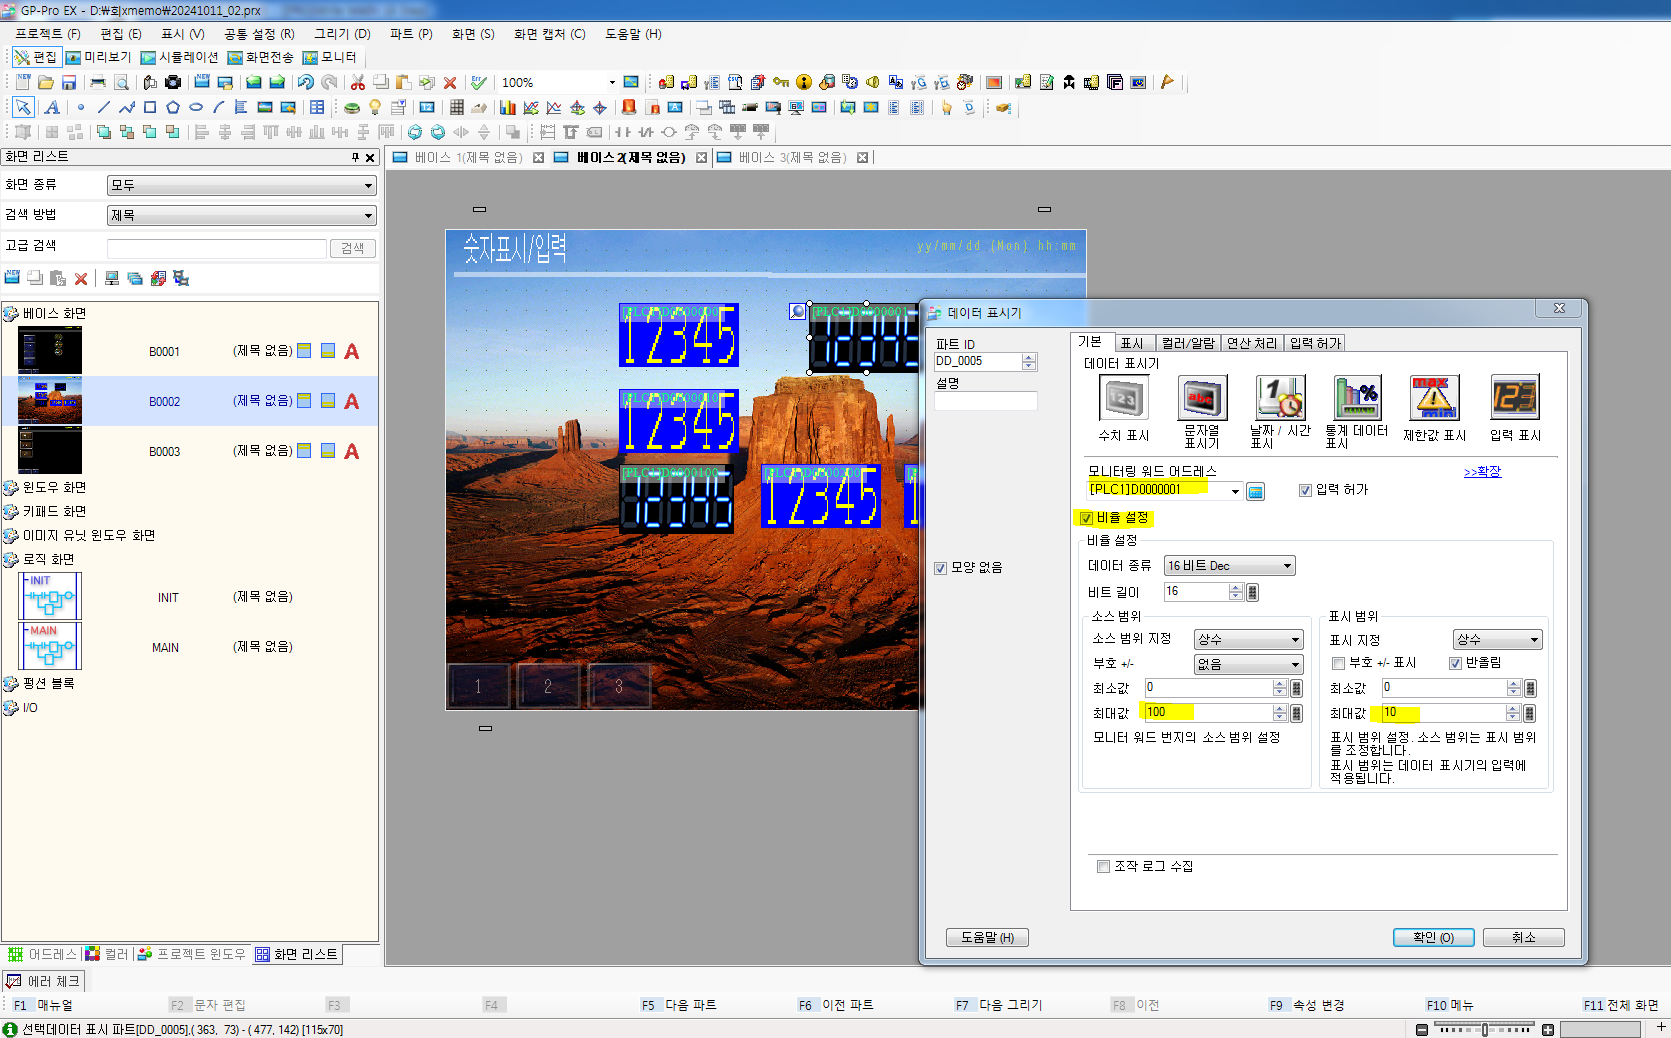 GP-Pro EX - D:₩회xmemo₩20241011_02.prx
프로젝트 (F) 편집 (E) 표시 (V) 공통 설정 (R) 그리기 (D) 파트 (P) 화면 (S) 화면 캡처 (C) 도움말 (H)
편집 미리보기 시뮬레이션 화면전송 모니터
100%
화면 리스트
베이스 1(제목 없음) 베이스 2(제목 없음) 베이스 3(제목 없음)
화면 종류 모두
검색 방법 제목
고급 검색 검색
베이스 화면
B0001 (제목 없음) A
B0002 (제목 없음) A
B0003 (제목 없음) A
윈도우 화면
키패드 화면
이미지 유닛 윈도우 화면
로직 화면
INIT INIT (제목 없음)
MAIN MAIN (제목 없음)
펑션 블록
I/O
숫자표시/입력
yy/mm/dd (Mon) hh:mm
12345
[PLC1]D0000001
12345
12345
[PLC1]D0000100
12345
12345
1 2 3
데이터 표시기
파트 ID
DD_0005
설명
모양 없음
기본 표시 컬러/알람 연산 처리 입력 허가
데이터 표시기
수치 표시
문자열 표시기
날짜 / 시간 표시
통계 데이터 표시
제한값 표시
입력 표시
모니터링 워드 어드레스
>>확장
[PLC1]D0000001
입력 허가
비율 설정
비율 설정
데이터 종류 16 비트 Dec
비트 길이 16
소스 범위
소스 범위 지정 상수
부호 +/- 없음
최소값 0
최대값 100
모니터 워드 번지의 소스 범위 설정
표시 범위
표시 지정 상수
부호 +/- 표시 반올림
최소값 0
최대값 10
표시 범위 설정. 소스 범위는 표시 범위
를 조정합니다.
표시 범위는 데이터 표시기의 입력에
적용됩니다.
조작 로그 수집
도움말 (H) 확인 (O) 취소
어드레스 컬러 프로젝트 윈도우 화면 리스트
에러 체크
F1 매뉴얼 F2 문자 편집 F3 F4 F5 다음 파트 F6 이전 파트 F7 다음 그리기 F8 이전 F9 속성 변경 F10 메뉴 F11 전체 화면
선택데이터 표시 파트[DD_0005],( 363, 73) - ( 477, 142) [115x70]